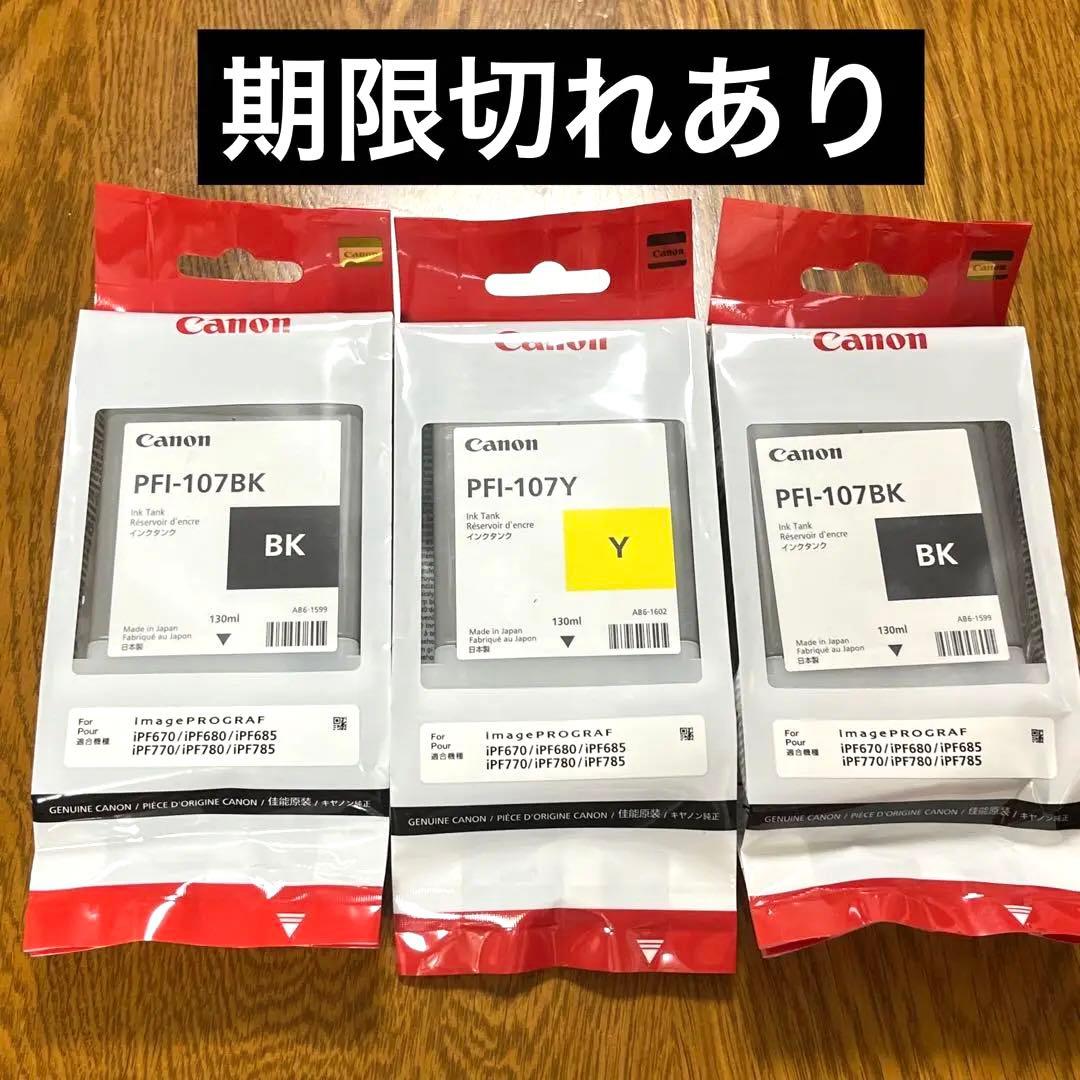 期限切れあり
Canon
Canon
Canon
PFI-107BK
Ink Tank
Réservoir d'encre
インクタンク
BK
AB6-1599
130ml
Made in Japan
Fabriqué au Japon
日本製
For
Pour
適合機種
imagePROGRAF
iPF670/iPF680/iPF685
iPF770/iPF780/iPF785
GENUINE CANON / PIÈCE D'ORIGINE CANON / 佳能原装 / キヤノン純正
Canon
Canon
Canon
PFI-107Y
Ink Tank
Réservoir d'encre
インクタンク
Y
AB6-1602
130ml
Made in Japan
Fabriqué au Japon
日本製
For
Pour
適合機種
imagePROGRAF
iPF670/iPF680/iPF685
iPF770/iPF780/iPF785
GENUINE CANON / PIÈCE D'ORIGINE CANON / 佳能原装 / キヤノン純正
Canon
Canon
Canon
PFI-107BK
Ink Tank
Réservoir d'encre
インクタンク
BK
AB6-1599
130ml
Made in Japan
Fabriqué au Japon
日本製
For
Pour
適合機種
imagePROGRAF
iPF670/iPF680/iPF685
iPF770/iPF780/iPF785
GENUINE CANON / PIÈCE D'ORIGINE CANON / 佳能原装 / キヤノン純正